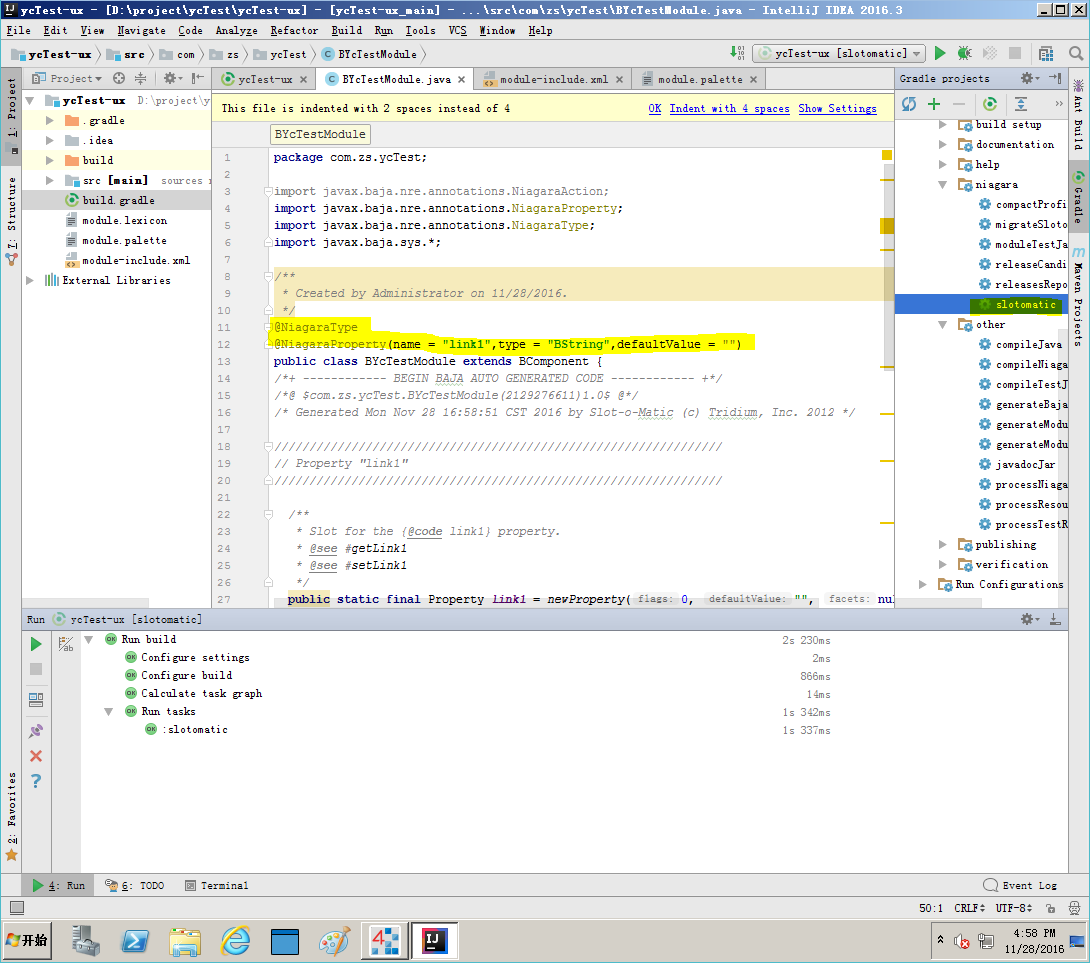 ycTest-ux - [D:\project\ycTest\ycTest-ux] - [ycTest-ux_main] - ...\src\com\zs\ycTest\BYcTestModule.java - IntelliJ IDEA 2016.3
File Edit View Navigate Code Analyze Refactor Build Run Tools VCS Window Help
ycTest-ux src com zs ycTest BYcTestModule
ycTest-ux [slotomatic]
Project
ycTest-ux BYcTestModule.java module-include.xml module.palette
Gradle projects
1: Project
7: Structure
2: Favorites
ycTest-ux D:\project\y
.gradle
.idea
build
src [main] sources r
build.gradle
module.lexicon
module.palette
module-include.xml
External Libraries
This file is indented with 2 spaces instead of 4 OK Indent with 4 spaces Show Settings
BYcTestModule
1 package com.zs.ycTest;
2
3 import javax.baja.nre.annotations.NiagaraAction;
4 import javax.baja.nre.annotations.NiagaraProperty;
5 import javax.baja.nre.annotations.NiagaraType;
6 import javax.baja.sys.*;
7
8 /**
9 * Created by Administrator on 11/28/2016.
10 */
11 @NiagaraType
12 @NiagaraProperty(name = "link1",type = "BString",defaultValue = "")
13 public class BYcTestModule extends BComponent {
14 /*+ ------------ BEGIN BAJA AUTO GENERATED CODE ------------ +*/
15 /*@ $com.zs.ycTest.BYcTestModule(2129276611)1.0$ @*/
16 /* Generated Mon Nov 28 16:58:51 CST 2016 by Slot-o-Matic (c) Tridium, Inc. 2012 */
17
18 ////////////////////////////////////////////////////////////////
19 // Property "link1"
20 ////////////////////////////////////////////////////////////////
21
22 /**
23 * Slot for the {@code link1} property.
24 * @see #getLink1
25 * @see #setLink1
26 */
27 public static final Property link1 = newProperty( flags: 0, defaultValue: "", facets: nul
build setup
documentation
help
niagara
compactProfi
migrateSloto
moduleTestJa
releaseCandi
releasesRepo
slotomatic
other
compileJava
compileNiaga
compileTestJ
generateBaja
generateModu
generateModu
javadocJar
processNiaga
processResou
processTestR
publishing
verification
Run Configurations
Ant Build
Gradle
Maven Projects
Run ycTest-ux [slotomatic]
Run build 2s 230ms
Configure settings 2ms
Configure build 866ms
Calculate task graph 14ms
Run tasks 1s 342ms
:slotomatic 1s 337ms
4: Run 6: TODO Terminal Event Log
50:1 CRLF UTF-8
开始
4:58 PM
11/28/2016